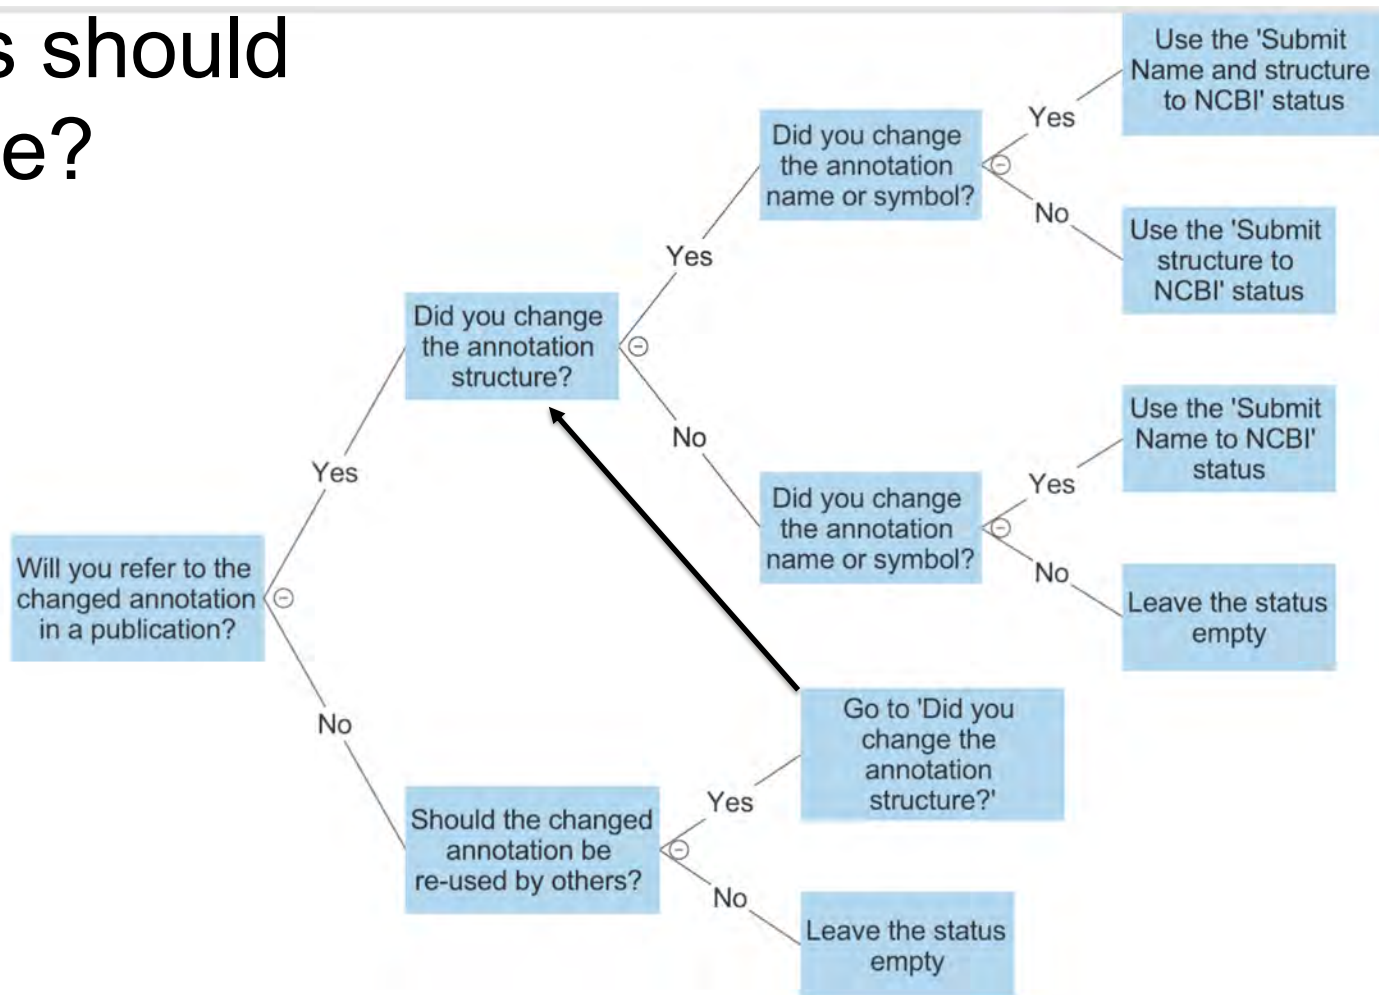 s should
e?
Use the 'Submit
Name and structure
to NCBI' status
Did you change
the annotation
name or symbol?
Yes
No
Use the 'Submit
structure to
NCBI' status
Yes
Did you change
the annotation
structure?
No
Use the 'Submit
Name to NCBI'
status
Yes
Did you change
the annotation
name or symbol?
Yes
No
Leave the status
empty
Will you refer to the
changed annotation
in a publication?
No
Go to 'Did you
change the
annotation
structure?'
Yes
Should the changed
annotation be
re-used by others?
No
Leave the status
empty